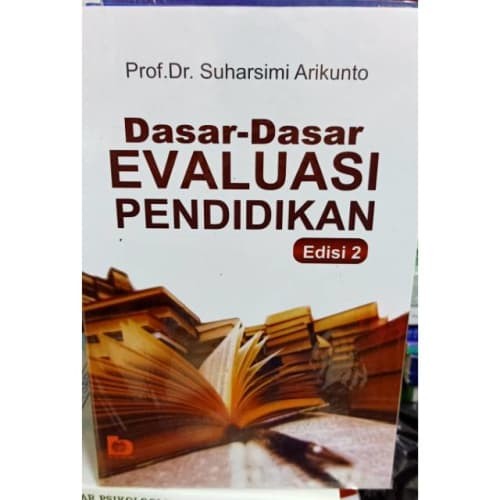 Prof.Dr. Suharsimi Arikunto
Dasar-Dasar
EVALUASI
PENDIDIKAN
Edisi 2